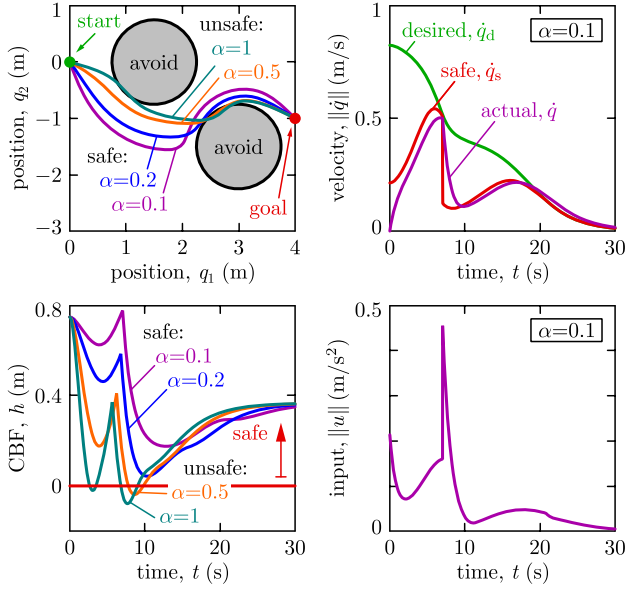 start
unsafe:
α=1
α=0.5
avoid
avoid
safe:
α=0.2
α=0.1
goal
0
−1
−2
−3
1
0 1 2 3 4
position, q₂ (m)
position, q₁ (m)
α=0.1
desired, q̇_d
safe, q̇_s
actual, q̇
1
0.5
0
0 10 20 30
velocity, ||q̇|| (m/s)
time, t (s)
safe:
α=0.1
α=0.2
safe
unsafe:
α=0.5
α=1
0.8
0.4
0
0 10 20 30
CBF, h (m)
time, t (s)
α=0.1
0.5
0
0 10 20 30
input, ||u|| (m/s²)
time, t (s)